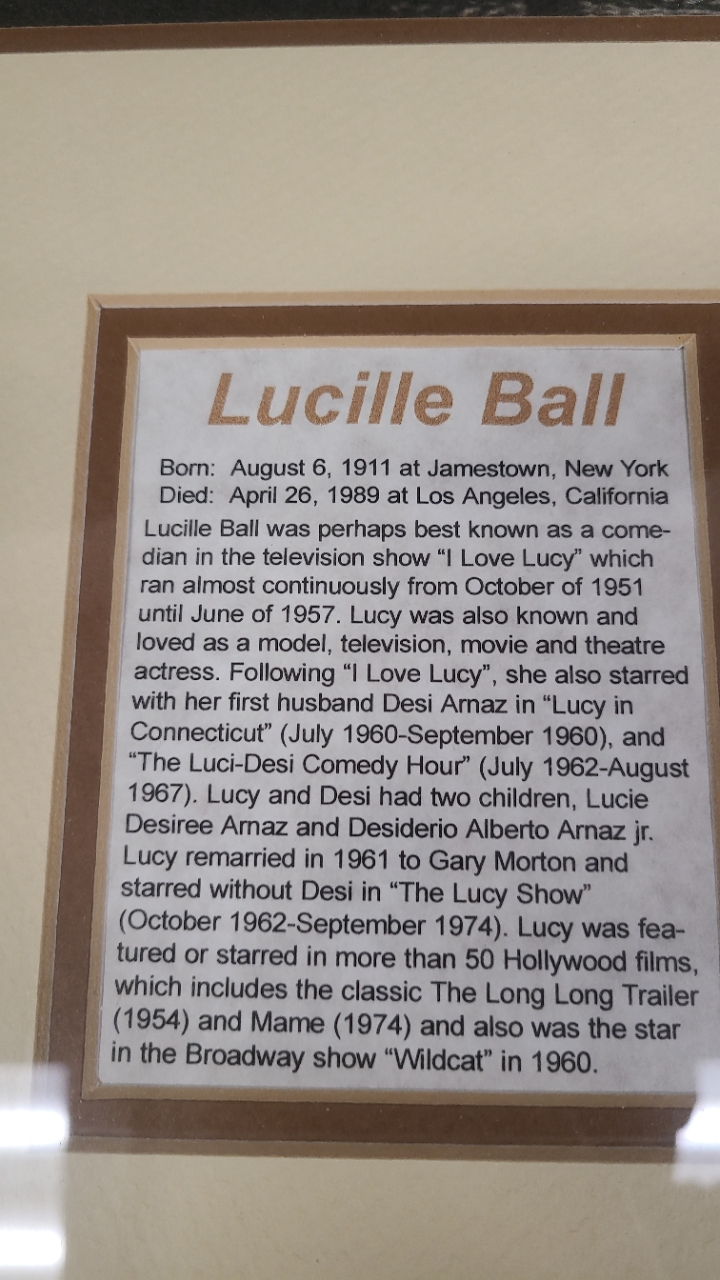 Lucille Ball
Born: August 6, 1911 at Jamestown, New York
Died: April 26, 1989 at Los Angeles, California
Lucille Ball was perhaps best known as a come-
dian in the television show “I Love Lucy” which
ran almost continuously from October of 1951
until June of 1957. Lucy was also known and
loved as a model, television, movie and theatre
actress. Following “I Love Lucy”, she also starred
with her first husband Desi Arnaz in “Lucy in
Connecticut” (July 1960-September 1960), and
“The Luci-Desi Comedy Hour” (July 1962-August
1967). Lucy and Desi had two children, Lucie
Desiree Arnaz and Desiderio Alberto Arnaz jr.
Lucy remarried in 1961 to Gary Morton and
starred without Desi in “The Lucy Show”
(October 1962-September 1974). Lucy was fea-
tured or starred in more than 50 Hollywood films,
which includes the classic The Long Long Trailer
(1954) and Mame (1974) and also was the star
in the Broadway show “Wildcat” in 1960.